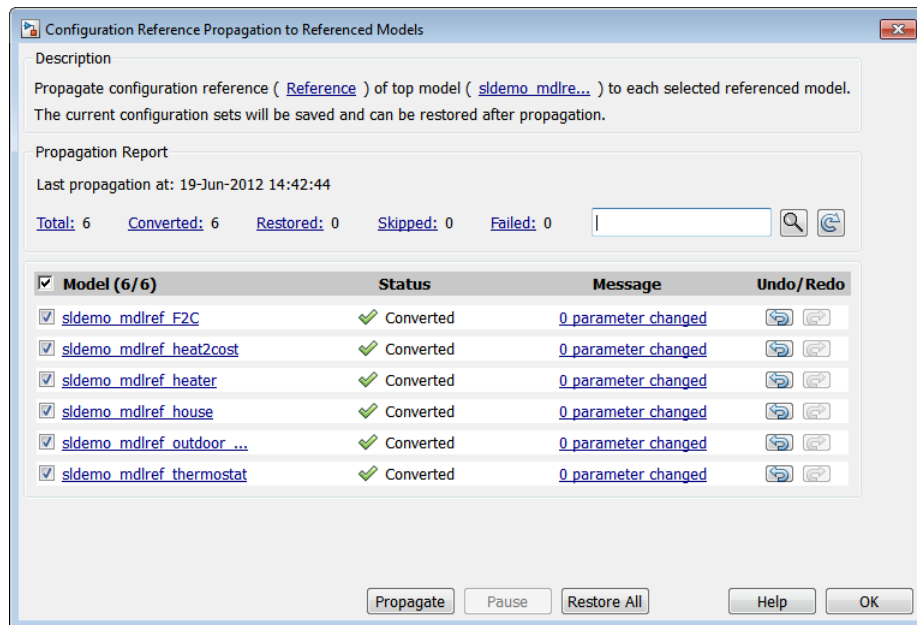 Configuration Reference Propagation to Referenced Models
Description
Propagate configuration reference ( Reference ) of top model ( sldemo_mdlre... ) to each selected referenced model.
The current configuration sets will be saved and can be restored after propagation.
Propagation Report
Last propagation at: 19-Jun-2012 14:42:44
Total: 6 Converted: 6 Restored: 0 Skipped: 0 Failed: 0
Model (6/6) Status Message Undo/Redo
sldemo_mdlref_F2C Converted 0 parameter changed
sldemo_mdlref_heat2cost Converted 0 parameter changed
sldemo_mdlref_heater Converted 0 parameter changed
sldemo_mdlref_house Converted 0 parameter changed
sldemo_mdlref_outdoor_... Converted 0 parameter changed
sldemo_mdlref_thermostat Converted 0 parameter changed
Propagate Pause Restore All Help OK